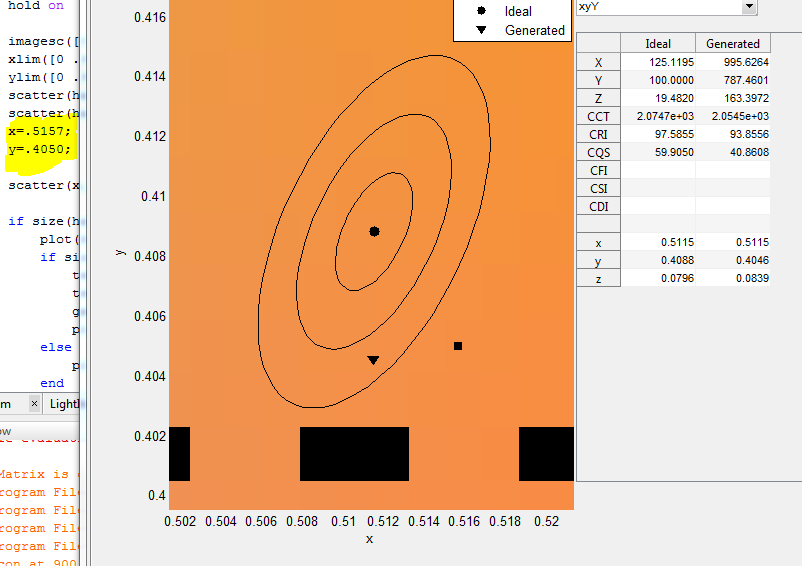 hold on
imagesc([
xlim([0 .
ylim([0 .
scatter(h
scatter(h
x=.5157;
y=.4050;
scatter(x
if size(h
plot(
if si
t
t
g
p
else
p
end
m × Light
ow
Matrix is
rogram File
rogram File
rogram File
rogram File
con at 900
0.416
0.414
0.412
0.41
0.408
0.406
0.404
0.402
0.4
y
0.502 0.504 0.506 0.508 0.51 0.512 0.514 0.516 0.518 0.52
x
Ideal
Generated
xyY
Ideal Generated
X 125.1195 995.6264
Y 100.0000 787.4601
Z 19.4820 163.3972
CCT 2.0747e+03 2.0545e+03
CRI 97.5855 93.8556
CQS 59.9050 40.8608
CFI
CSI
CDI
x 0.5115 0.5115
y 0.4088 0.4046
z 0.0796 0.0839